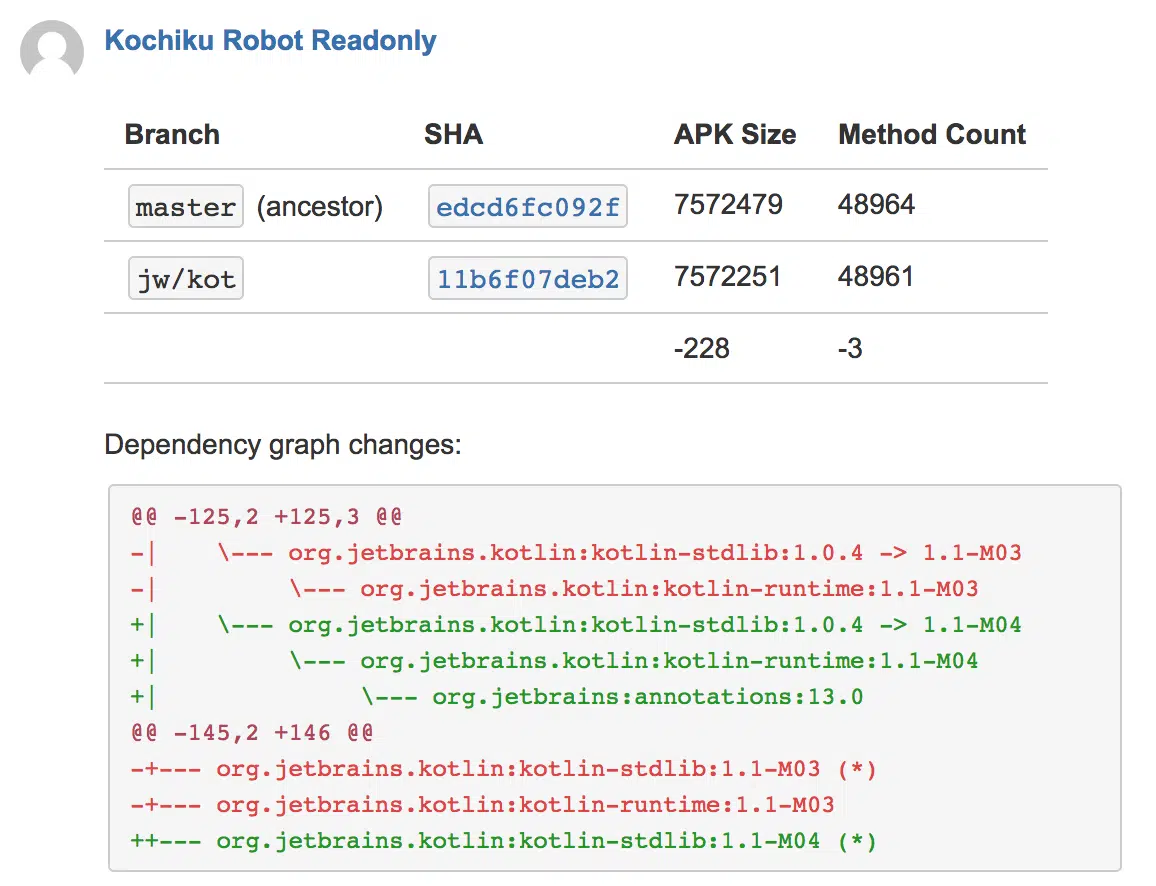 Kochiku Robot Readonly
Branch SHA APK Size Method Count
master (ancestor) edcd6fc092f 7572479 48964
jw/kot 11b6f07deb2 7572251 48961
-228 -3
Dependency graph changes:
@@ -125,2 +125,3 @@
-|    \--- org.jetbrains.kotlin:kotlin-stdlib:1.0.4 -> 1.1-M03
-|         \--- org.jetbrains.kotlin:kotlin-runtime:1.1-M03
+|    \--- org.jetbrains.kotlin:kotlin-stdlib:1.0.4 -> 1.1-M04
+|         \--- org.jetbrains.kotlin:kotlin-runtime:1.1-M04
+|              \--- org.jetbrains:annotations:13.0
@@ -145,2 +146 @@
-+--- org.jetbrains.kotlin:kotlin-stdlib:1.1-M03 (*)
-+--- org.jetbrains.kotlin:kotlin-runtime:1.1-M03
++--- org.jetbrains.kotlin:kotlin-stdlib:1.1-M04 (*)